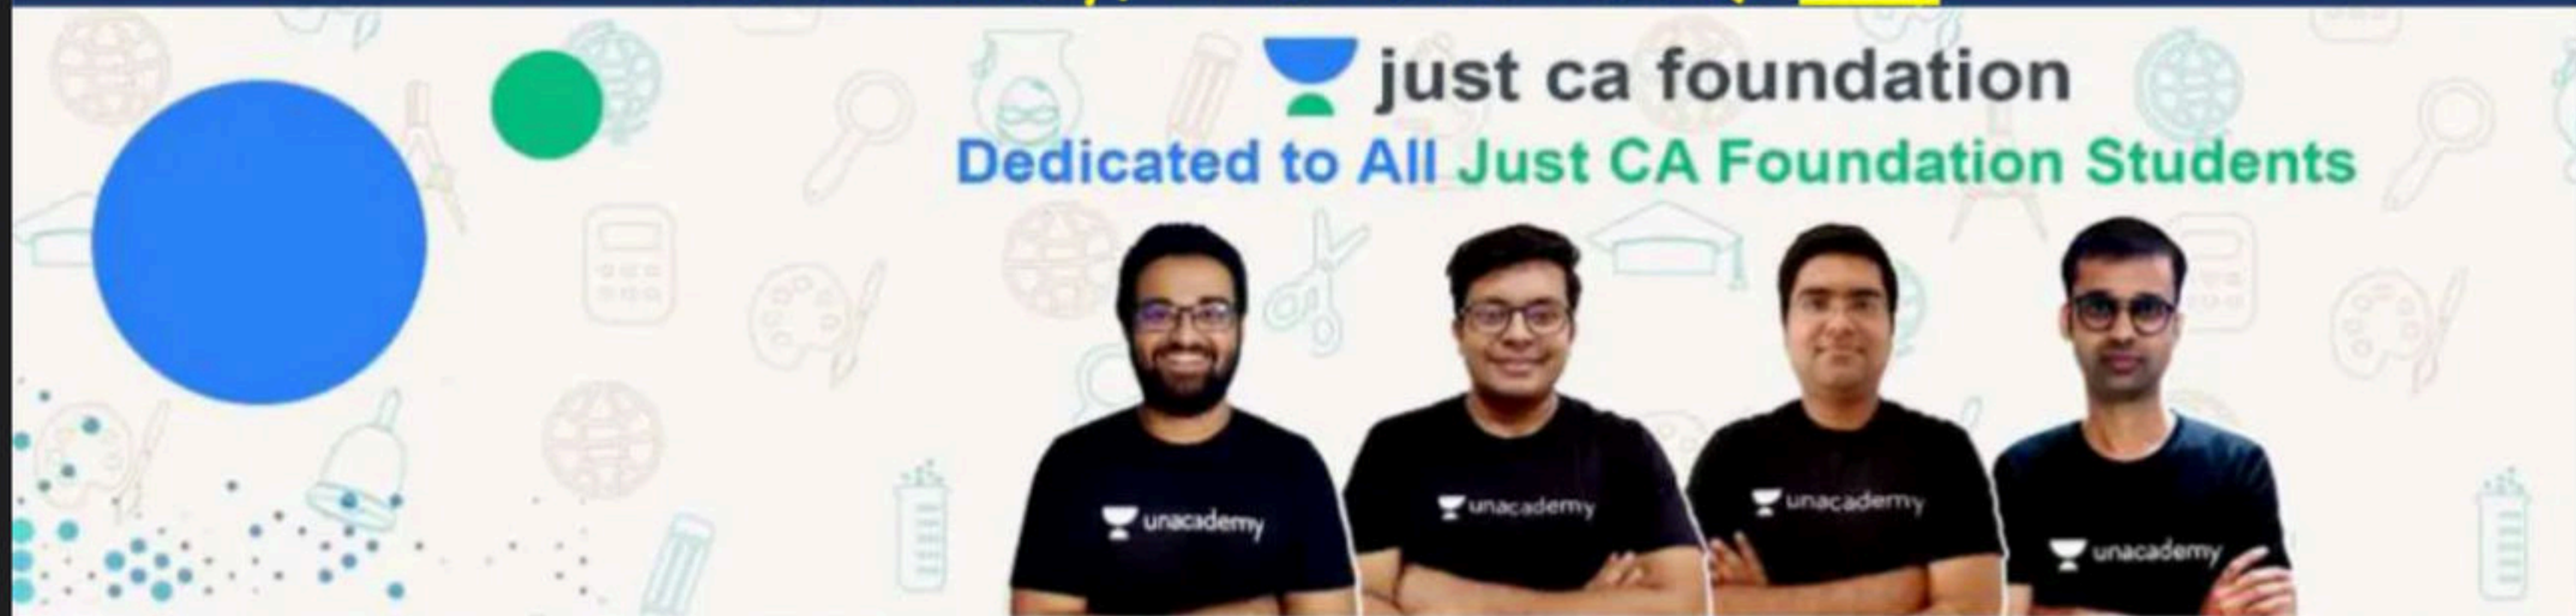 just ca foundation
Dedicated to All Just CA Foundation Students
unacademy
unacademy
unacademy
unacademy